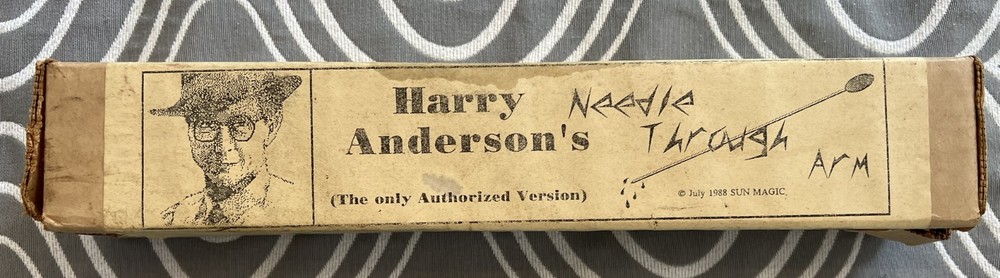 Harry
Anderson's
(The only Authorized Version)
Needle
Through
Arm
© July 1988 SUN MAGIC